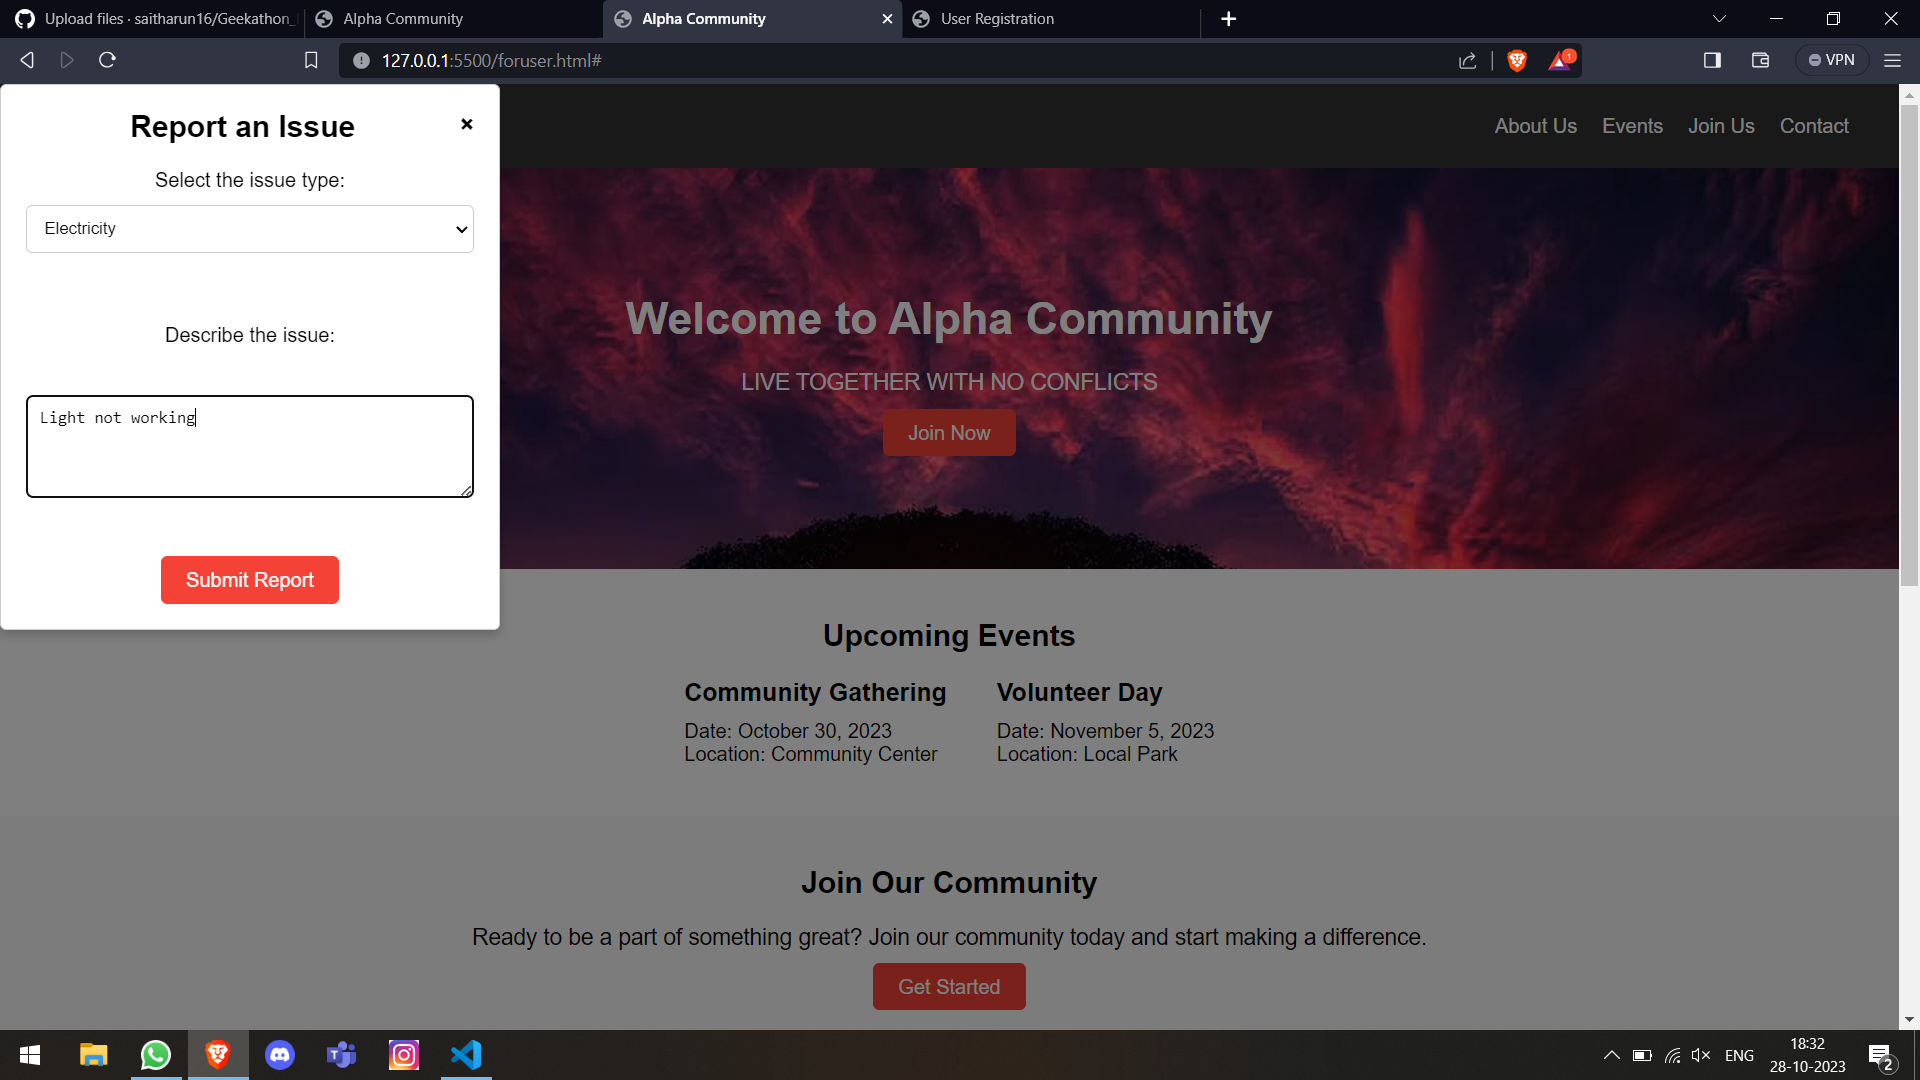 Upload files · saitharun16/Geekathon_
Alpha Community
Alpha Community
User Registration
127.0.0.1:5500/foruser.html#
1
VPN
Report an Issue
×
Select the issue type:
Electricity
Describe the issue:
Light not working
Submit Report
About Us
Events
Join Us
Contact
Welcome to Alpha Community
LIVE TOGETHER WITH NO CONFLICTS
Join Now
Upcoming Events
Community Gathering
Date: October 30, 2023
Location: Community Center
Volunteer Day
Date: November 5, 2023
Location: Local Park
Join Our Community
Ready to be a part of something great? Join our community today and start making a difference.
Get Started
ENG
18:32
28-10-2023
2